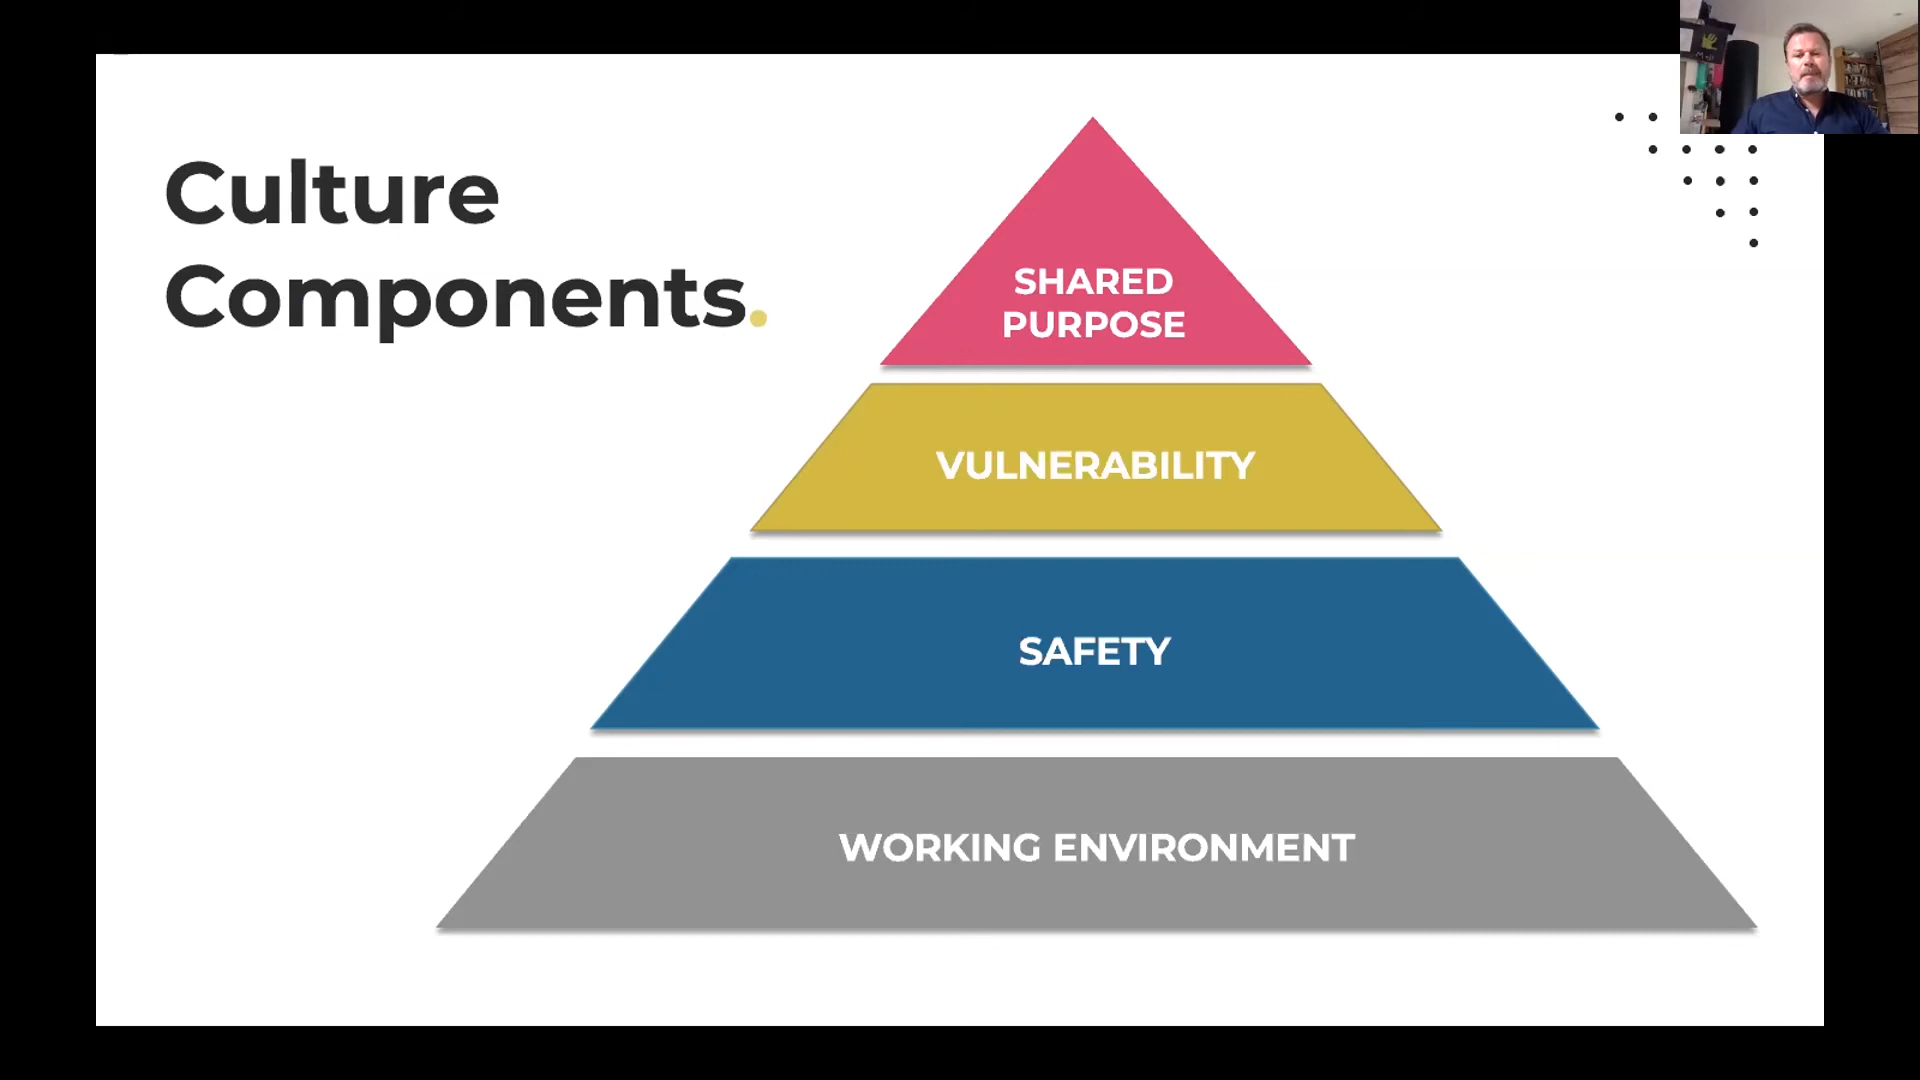 Culture
Components.
SHARED
PURPOSE
VULNERABILITY
SAFETY
WORKING ENVIRONMENT